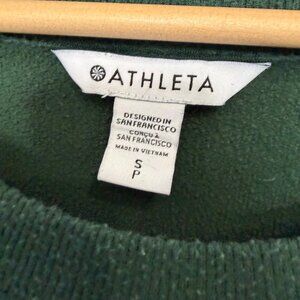 ATHLETA
DESIGNED IN
SAN FRANCISCO
CONÇU À
SAN FRANCISCO
MADE IN VIETNAM
S
P